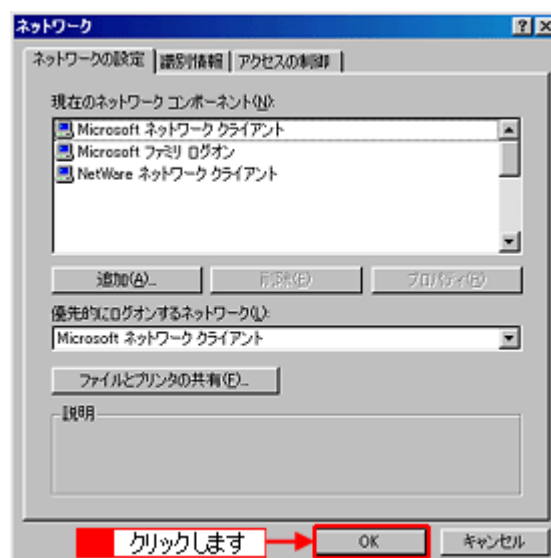 ネットワーク
ネットワークの設定 識別情報 アクセスの制御
現在のネットワーク コンポーネント(N):
Microsoft ネットワーク クライアント
Microsoft ファミリ ログオン
NetWare ネットワーク クライアント
追加(A)... 削除(E) プロパティ(R)
優先的にログオンするネットワーク(L):
Microsoft ネットワーク クライアント
ファイルとプリンタの共有(F)...
説明
クリックします OK キャンセル